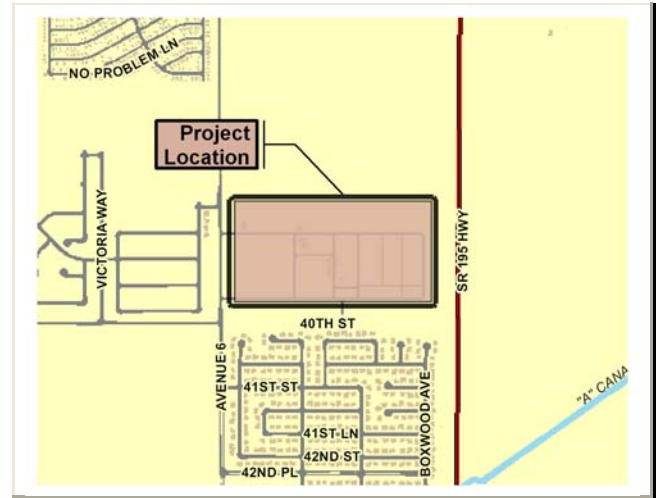 NO PROBLEM LN
Project
Location
VICTORIA WAY
SR 195 HWY
40TH ST
AVENUE 6
41ST ST
BOXWOOD AVE
"A" CANA
41ST LN
42ND ST
42ND PL